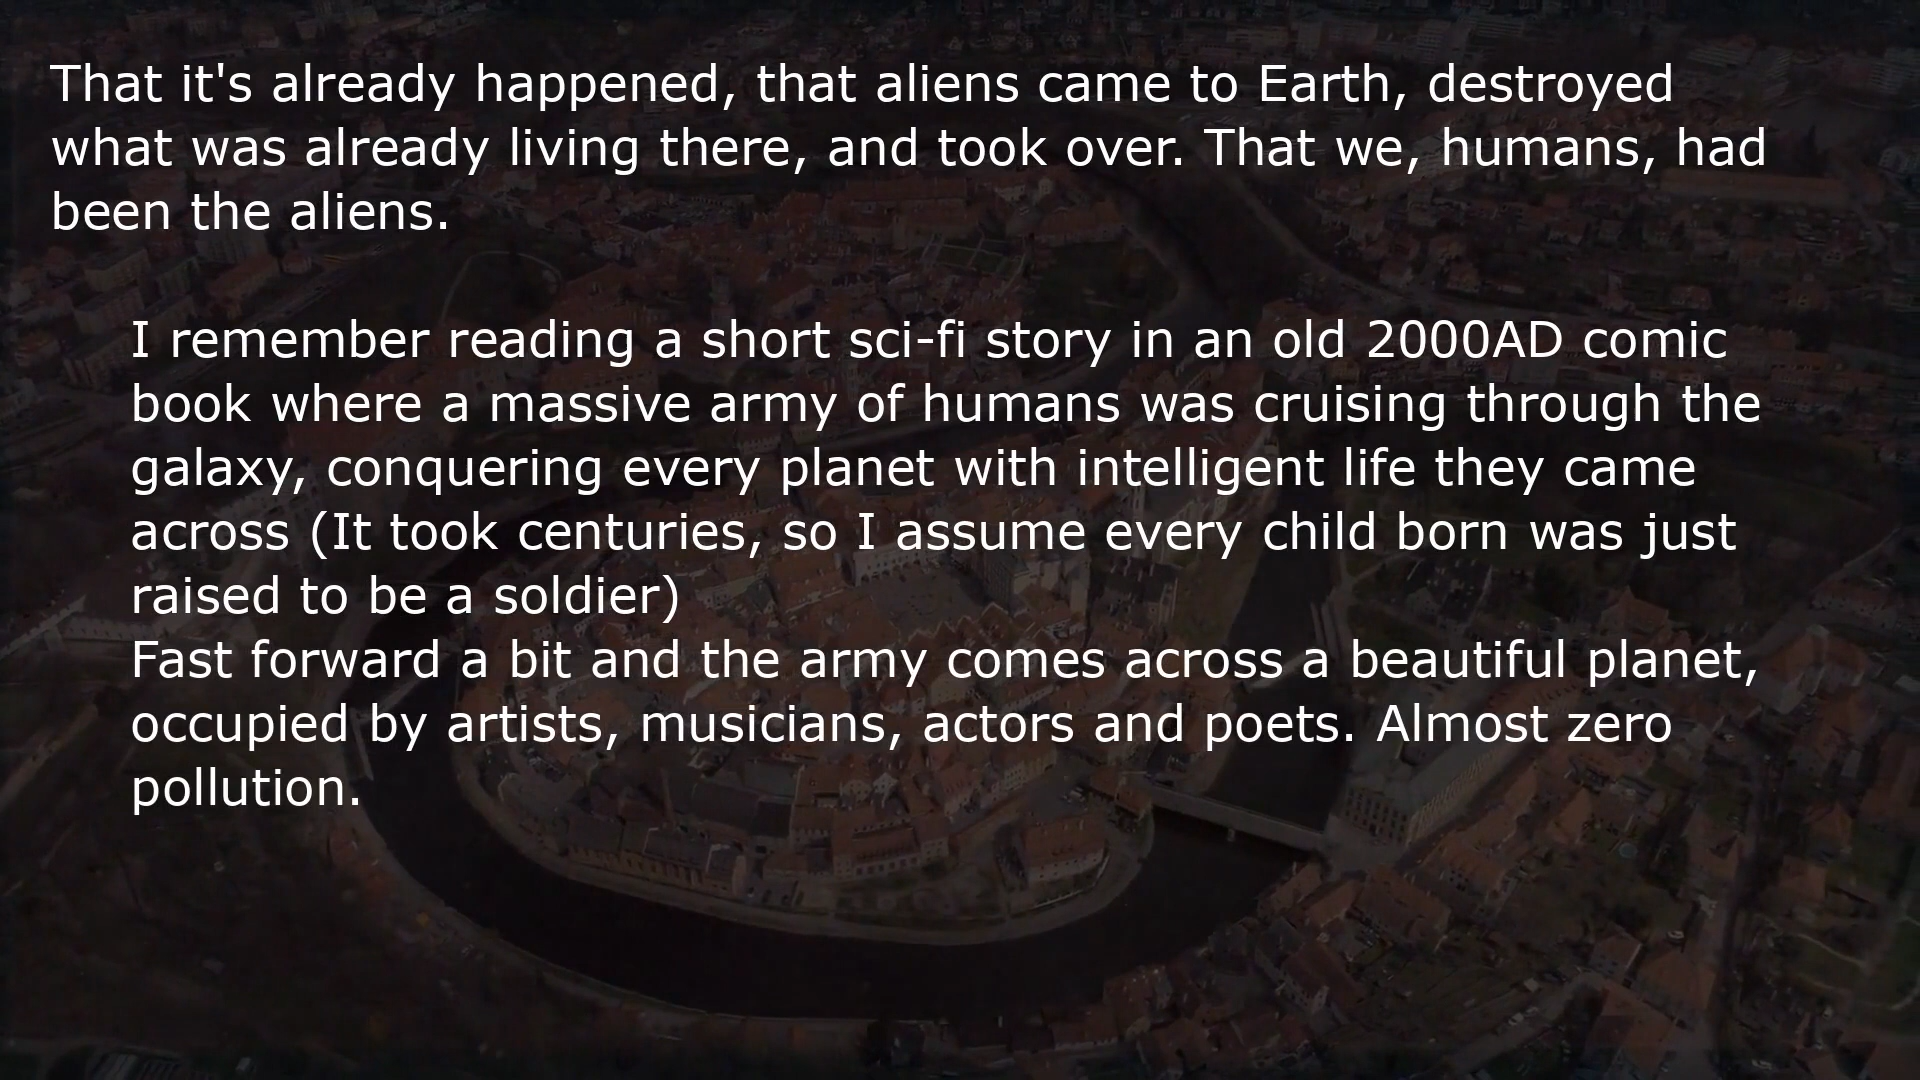 That it's already happened, that aliens came to Earth, destroyed
what was already living there, and took over. That we, humans, had
been the aliens.
I remember reading a short sci-fi story in an old 2000AD comic
book where a massive army of humans was cruising through the
galaxy, conquering every planet with intelligent life they came
across (It took centuries, so I assume every child born was just
raised to be a soldier)
Fast forward a bit and the army comes across a beautiful planet,
occupied by artists, musicians, actors and poets. Almost zero
pollution.